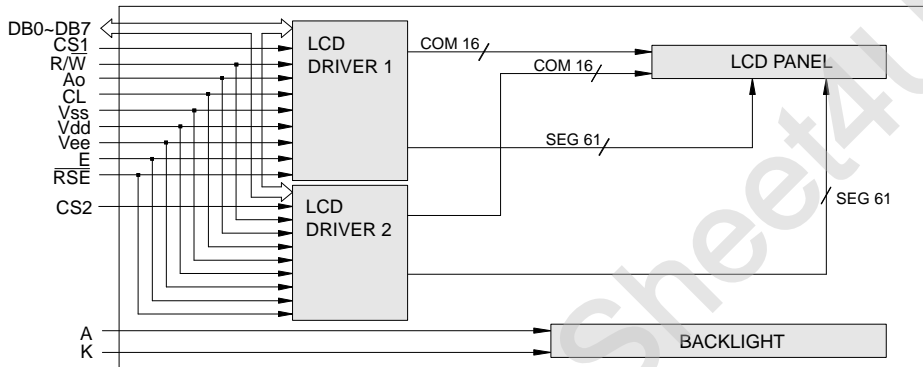 DB0~DB7
CS1
R/W̅
Ao
CL
Vss
Vdd
Vee
E
R̅S̅E̅
CS2
A
K
LCD
DRIVER 1
LCD
DRIVER 2
COM 16
COM 16
SEG 61
SEG 61
LCD PANEL
BACKLIGHT
Sheet4U